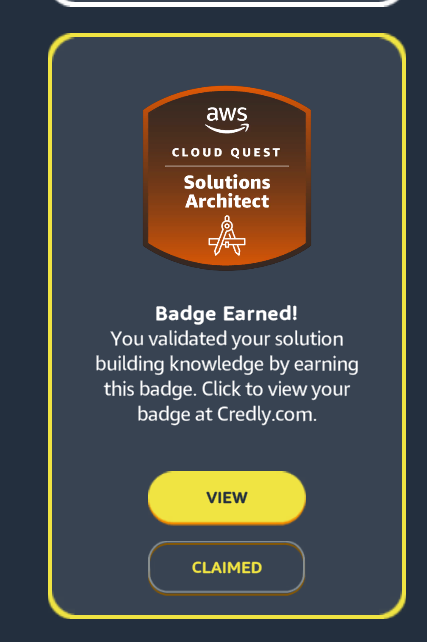 aws
CLOUD QUEST
Solutions
Architect
Badge Earned!
You validated your solution
building knowledge by earning
this badge. Click to view your
badge at Credly.com.
VIEW
CLAIMED